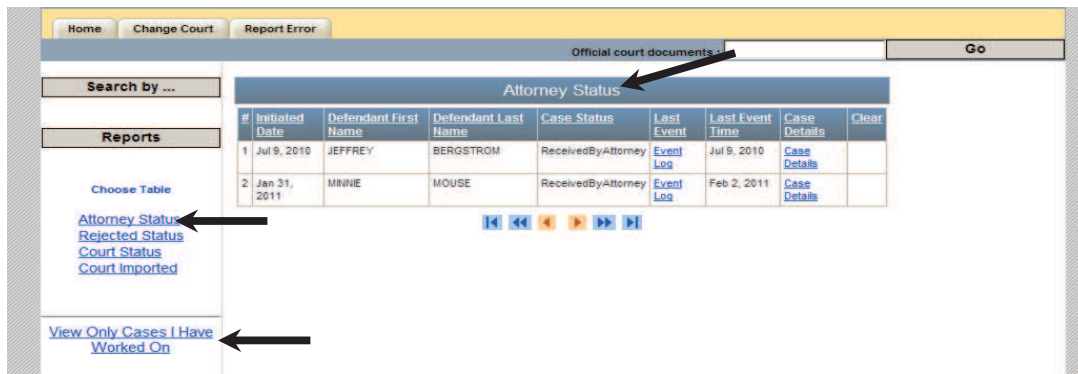 Home Change Court Report Error
Official court documents : Go
Search by ...
Reports
Choose Table
Attorney Status
Rejected Status
Court Status
Court Imported
View Only Cases I Have
Worked On
Attorney Status
# Initiated Date Defendant First Name Defendant Last Name Case Status Last Event Last Event Time Case Details Clear
1 Jul 9, 2010 JEFFREY BERGSTROM ReceivedByAttorney Event Log Jul 9, 2010 Case Details
2 Jan 31, 2011 MINNIE MOUSE ReceivedByAttorney Event Log Feb 2, 2011 Case Details